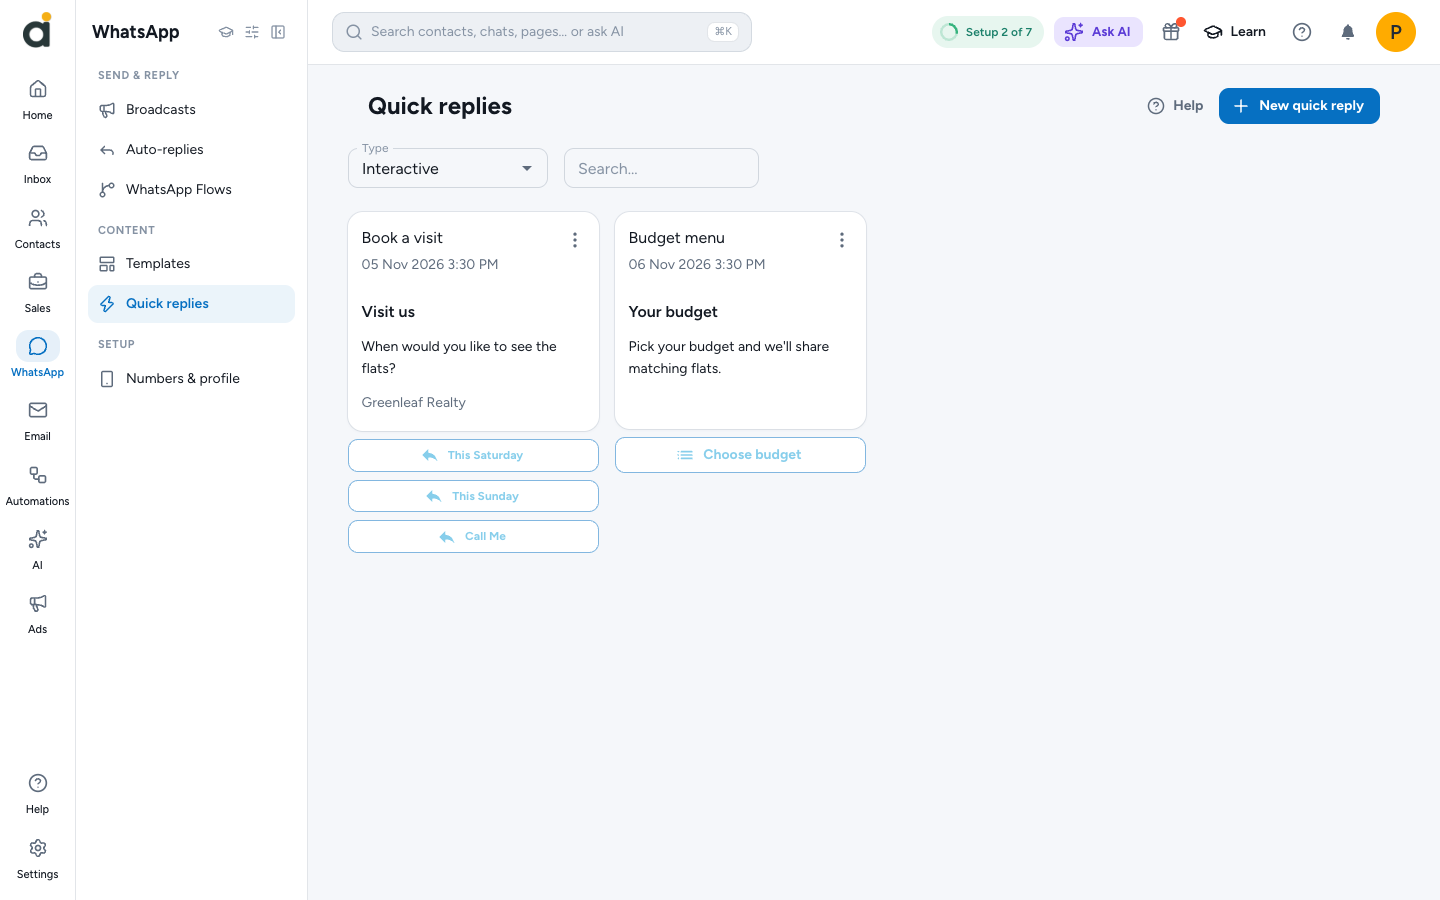 WhatsApp
Search contacts, chats, pages... or ask AI
⌘K
Setup 2 of 7
Ask AI
Learn
P
Home
Inbox
Contacts
Sales
WhatsApp
Email
Automations
AI
Ads
Help
Settings
SEND & REPLY
Broadcasts
Auto-replies
WhatsApp Flows
CONTENT
Templates
Quick replies
SETUP
Numbers & profile
Quick replies
Help
New quick reply
Type
Interactive
Search...
Book a visit
05 Nov 2026 3:30 PM
Visit us
When would you like to see the
flats?
Greenleaf Realty
This Saturday
This Sunday
Call Me
Budget menu
06 Nov 2026 3:30 PM
Your budget
Pick your budget and we'll share
matching flats.
Choose budget